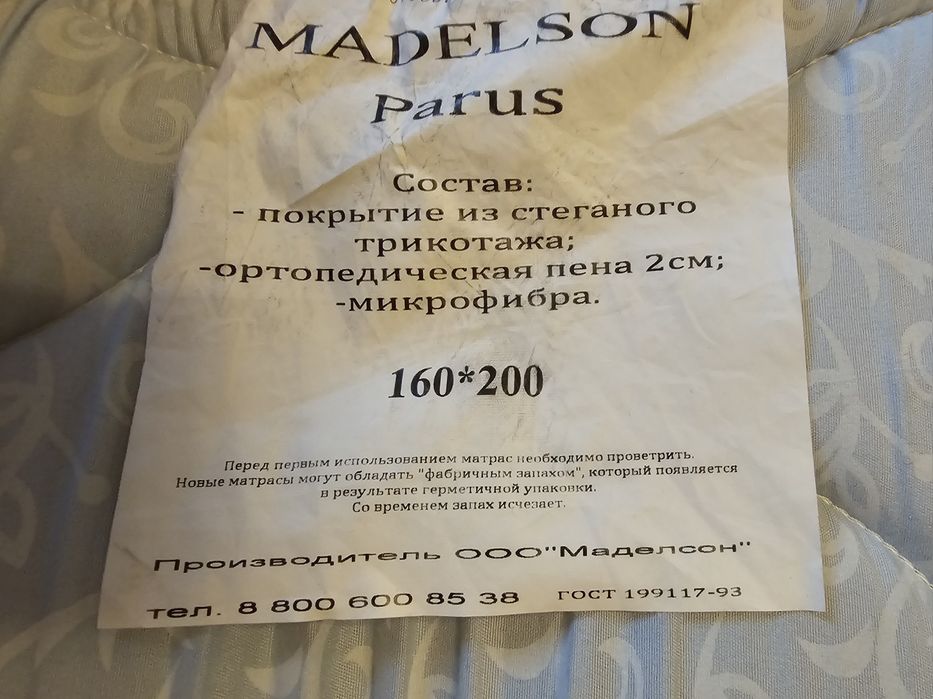 MADELSON
Parus
Состав:
- покрытие из стеганого
трикотажа;
-ортопедическая пена 2см;
-микрофибра.
160*200
Перед первым использованием матрас необходимо проветрить.
Новые матрасы могут обладать "фабричным запахом", который появляется
в результате герметичной упаковки.
Со временем запах исчезает.
Производитель ООО"Маделсон"
тел. 8 800 600 85 38 ГОСТ 199117-93